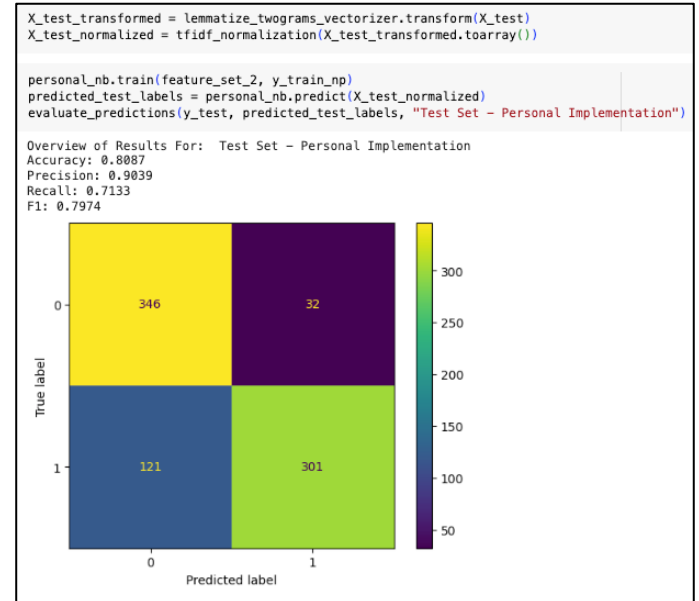 X_test_transformed = lemmatize_twograms_vectorizer.transform(X_test)
X_test_normalized = tfidf_normalization(X_test_transformed.toarray())
personal_nb.train(feature_set_2, y_train_np)
predicted_test_labels = personal_nb.predict(X_test_normalized)
evaluate_predictions(y_test, predicted_test_labels, "Test Set – Personal Implementation")
Overview of Results For:  Test Set – Personal Implementation
Accuracy: 0.8087
Precision: 0.9039
Recall: 0.7133
F1: 0.7974
300
0
346
32
250
200
True label
150
1
121
301
100
50
0
1
Predicted label